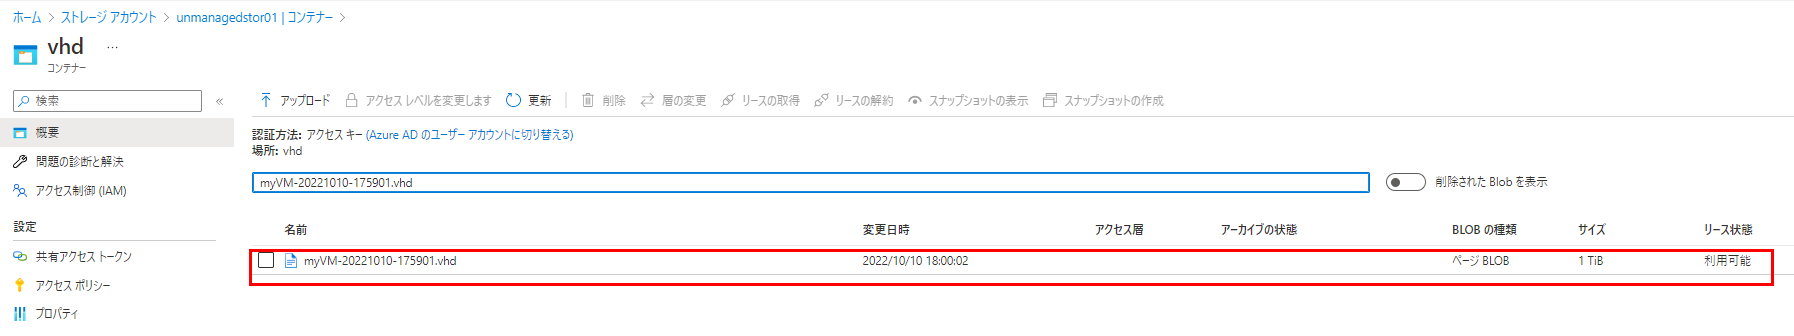 ホーム > ストレージ アカウント > unmanagedstor01 | コンテナー >
vhd ...
コンテナー
検索 «
アップロード アクセス レベルを変更します 更新 削除 層の変更 リースの取得 リースの解約 スナップショットの表示 スナップショットの作成
概要
認証方法: アクセス キー (Azure AD のユーザー アカウントに切り替える)
場所: vhd
問題の診断と解決
アクセス制御 (IAM)
myVM-20221010-175901.vhd 削除された Blob を表示
設定
名前 変更日時 アクセス層 アーカイブの状態 BLOB の種類 サイズ リース状態
共有アクセス トークン
myVM-20221010-175901.vhd 2022/10/10 18:00:02 ページ BLOB 1 TiB 利用可能
アクセス ポリシー
プロパティ